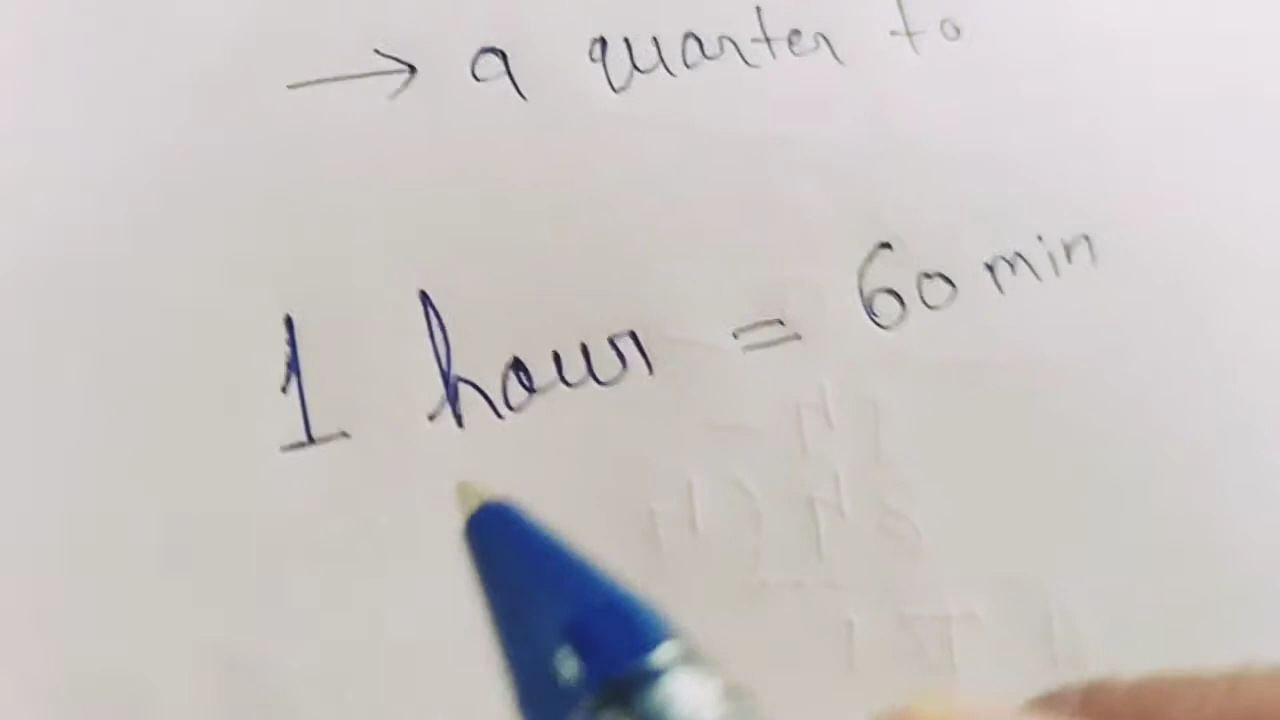 → a quarter to
1 hour = 60 min